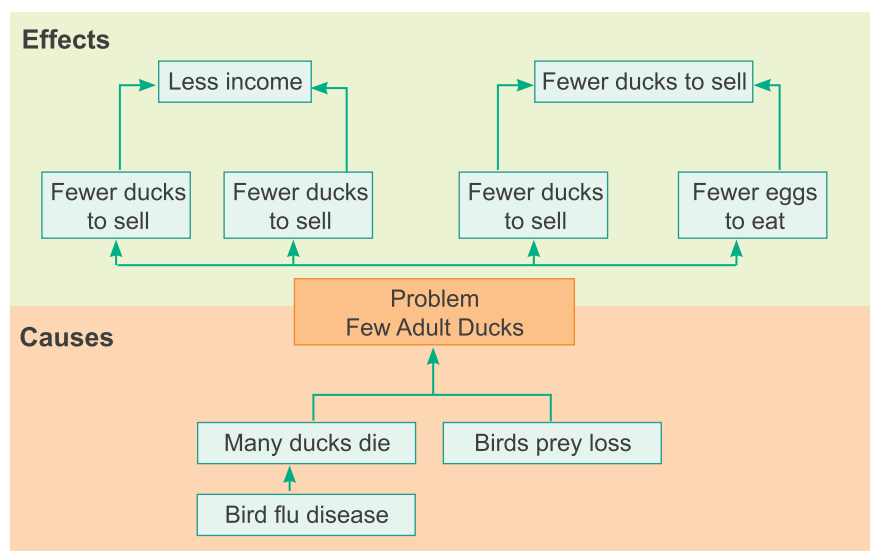 Effects
Less income
Fewer ducks to sell
Fewer ducks
to sell
Fewer ducks
to sell
Fewer ducks
to sell
Fewer eggs
to eat
Problem
Few Adult Ducks
Causes
Many ducks die
Birds prey loss
Bird flu disease